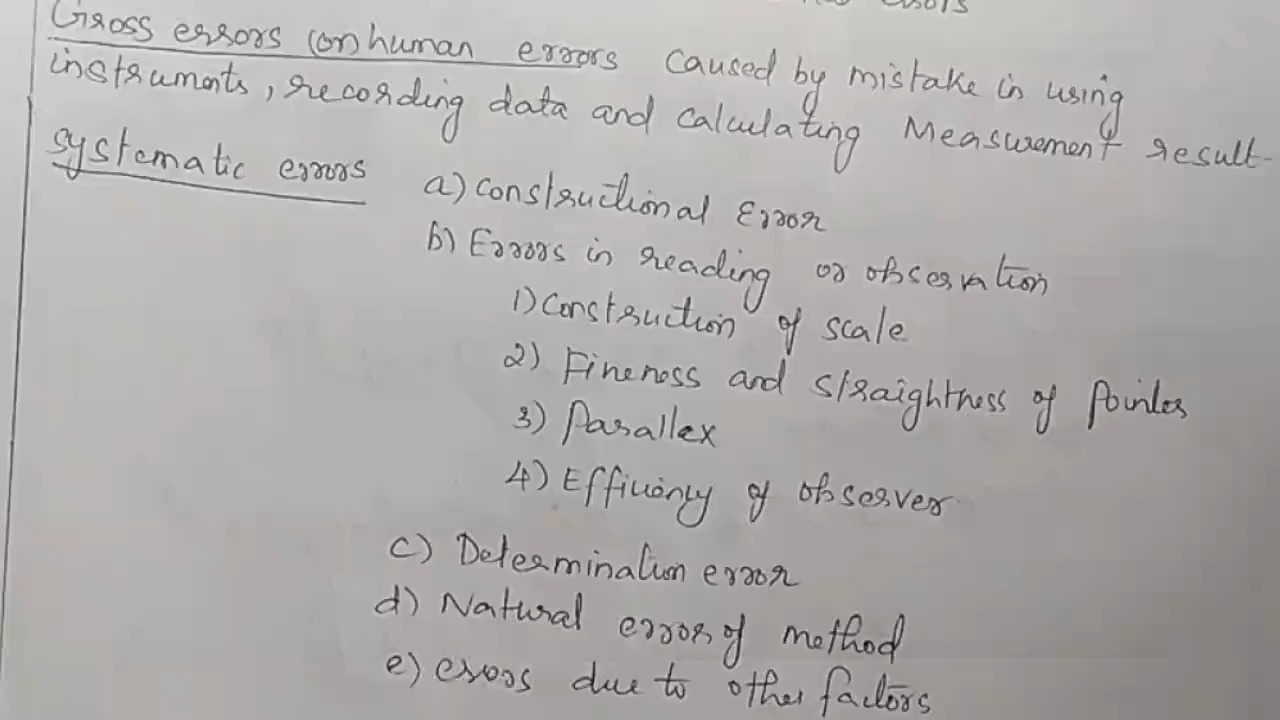 errors
Gross errors (or) human errors caused by mistake in using
instruments, recording data and calculating Measurement result
systematic errors
a) constructional Error
b) Errors in reading or observation
1) Construction of scale
2) Fineness and straightness of Pointer
3) Parallex
4) Efficiency of observer
c) Determination error
d) Natural errors of method
e) errors due to other factors